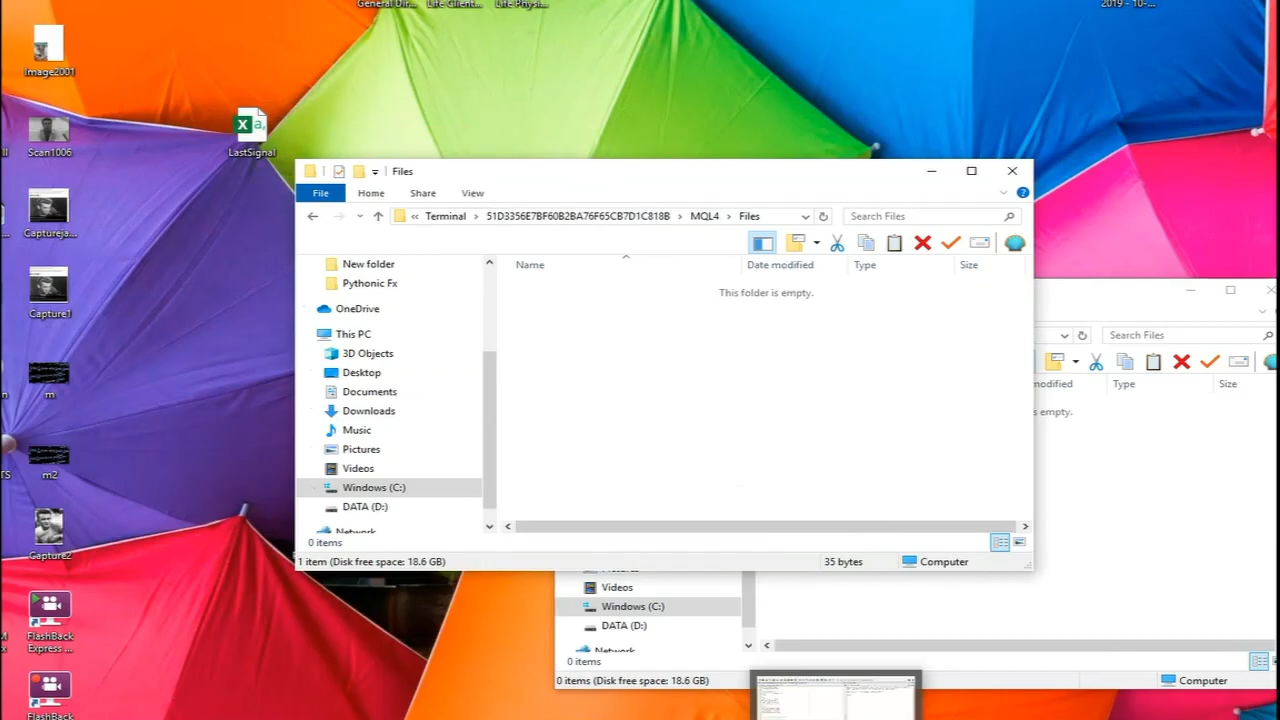 General Dir... Life Client... Life Physi... 2019 - 10-...
Image2001
Scan1006
LastSignal
Captureja...
Capture1
m
m2
Capture2
FlashBack
Express ...
FlashBack
Files
File Home Share View
Terminal 51D3356E7BF60B2BA76F65CB7D1C818B MQL4 Files
Search Files
New folder
Pythonic Fx
OneDrive
This PC
3D Objects
Desktop
Documents
Downloads
Music
Pictures
Videos
Windows (C:)
DATA (D:)
Network
Name Date modified Type Size
This folder is empty.
0 items
1 item (Disk free space: 18.6 GB) 35 bytes Computer
Search Files
modified Type Size
s empty.
Videos
Windows (C:)
DATA (D:)
Network
0 items
0 items (Disk free space: 18.6 GB) Computer